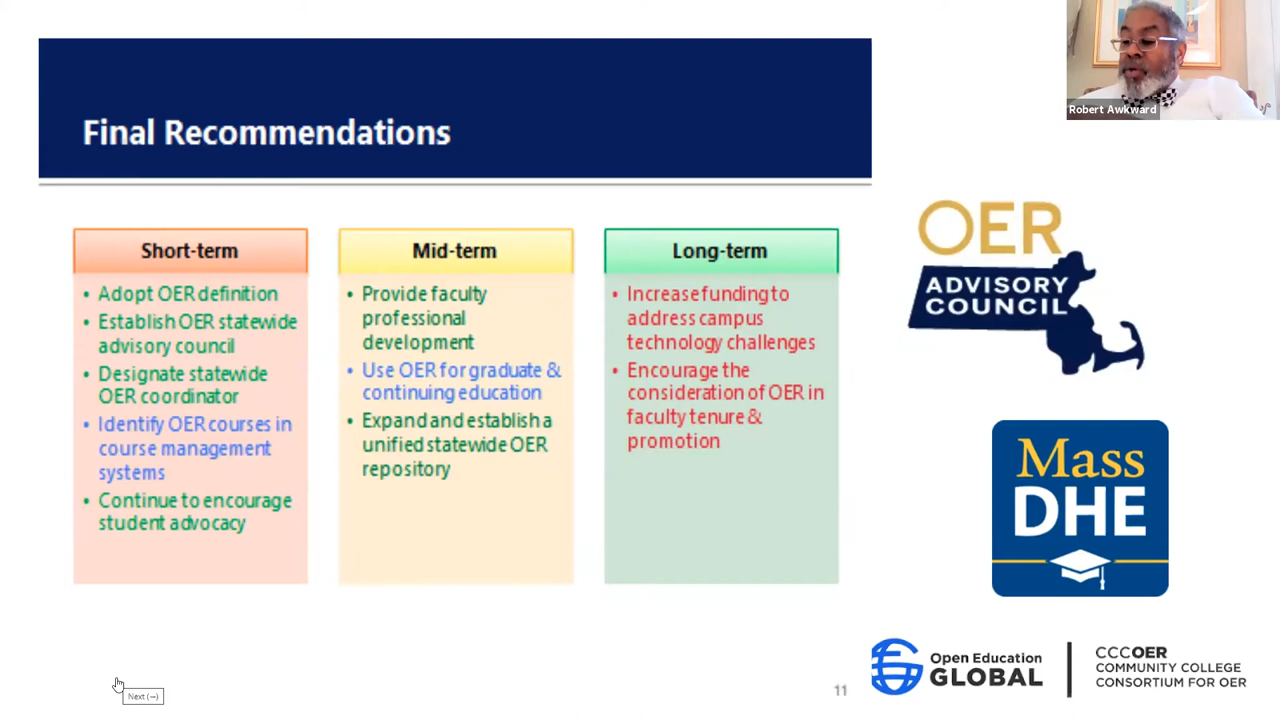 Final Recommendations
Robert Awkward
Short-term
• Adopt OER definition
• Establish OER statewide
advisory council
• Designate statewide
OER coordinator
• Identify OER courses in
course management
systems
• Continue to encourage
student advocacy
Mid-term
• Provide faculty
professional
development
• Use OER for graduate &
continuing education
• Expand and establish a
unified statewide OER
repository
Long-term
• Increase funding to
address campus
technology challenges
• Encourage the
consideration of OER in
faculty tenure &
promotion
OER
ADVISORY
COUNCIL
Mass
DHE
Open Education
GLOBAL
CCCOER
COMMUNITY COLLEGE
CONSORTIUM FOR OER
11
Next (→)